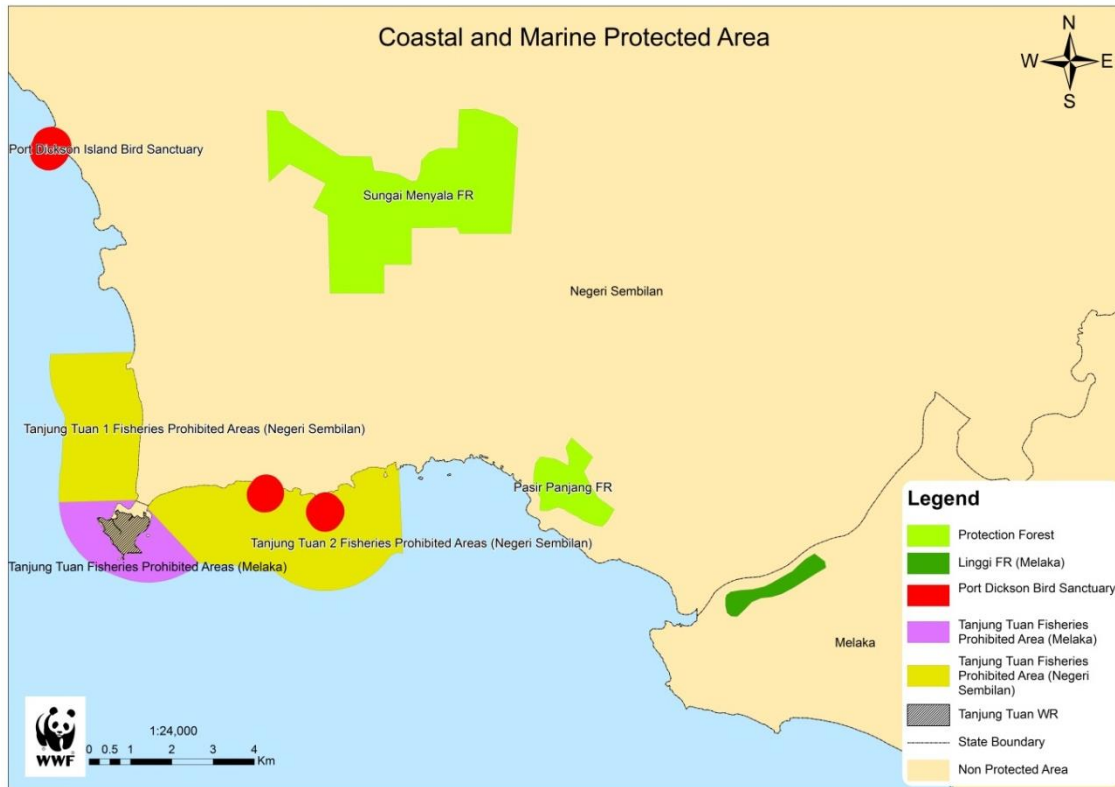 Coastal and Marine Protected Area
N
W E
S
Port Dickson Island Bird Sanctuary
Sungai Menyala FR
Negeri Sembilan
Tanjung Tuan 1 Fisheries Prohibited Areas (Negeri Sembilan)
Pasir Panjang FR
Tanjung Tuan 2 Fisheries Prohibited Areas (Negeri Sembilan)
Tanjung Tuan Fisheries Prohibited Areas (Melaka)
Melaka
Legend
Protection Forest
Linggi FR (Melaka)
Port Dickson Bird Sanctuary
Tanjung Tuan Fisheries
Prohibited Area (Melaka)
Tanjung Tuan Fisheries
Prohibited Area (Negeri
Sembilan)
Tanjung Tuan WR
State Boundary
Non Protected Area
WWF
1:24,000
0 0.5 1 2 3 4
Km